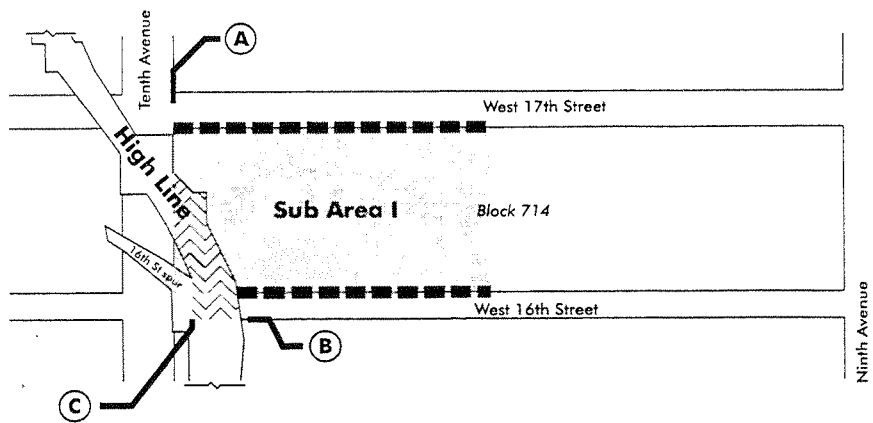 A
Tenth Avenue
West 17th Street
High Line
Sub Area I
Block 714
16th St spur
West 16th Street
B
Ninth Avenue
C